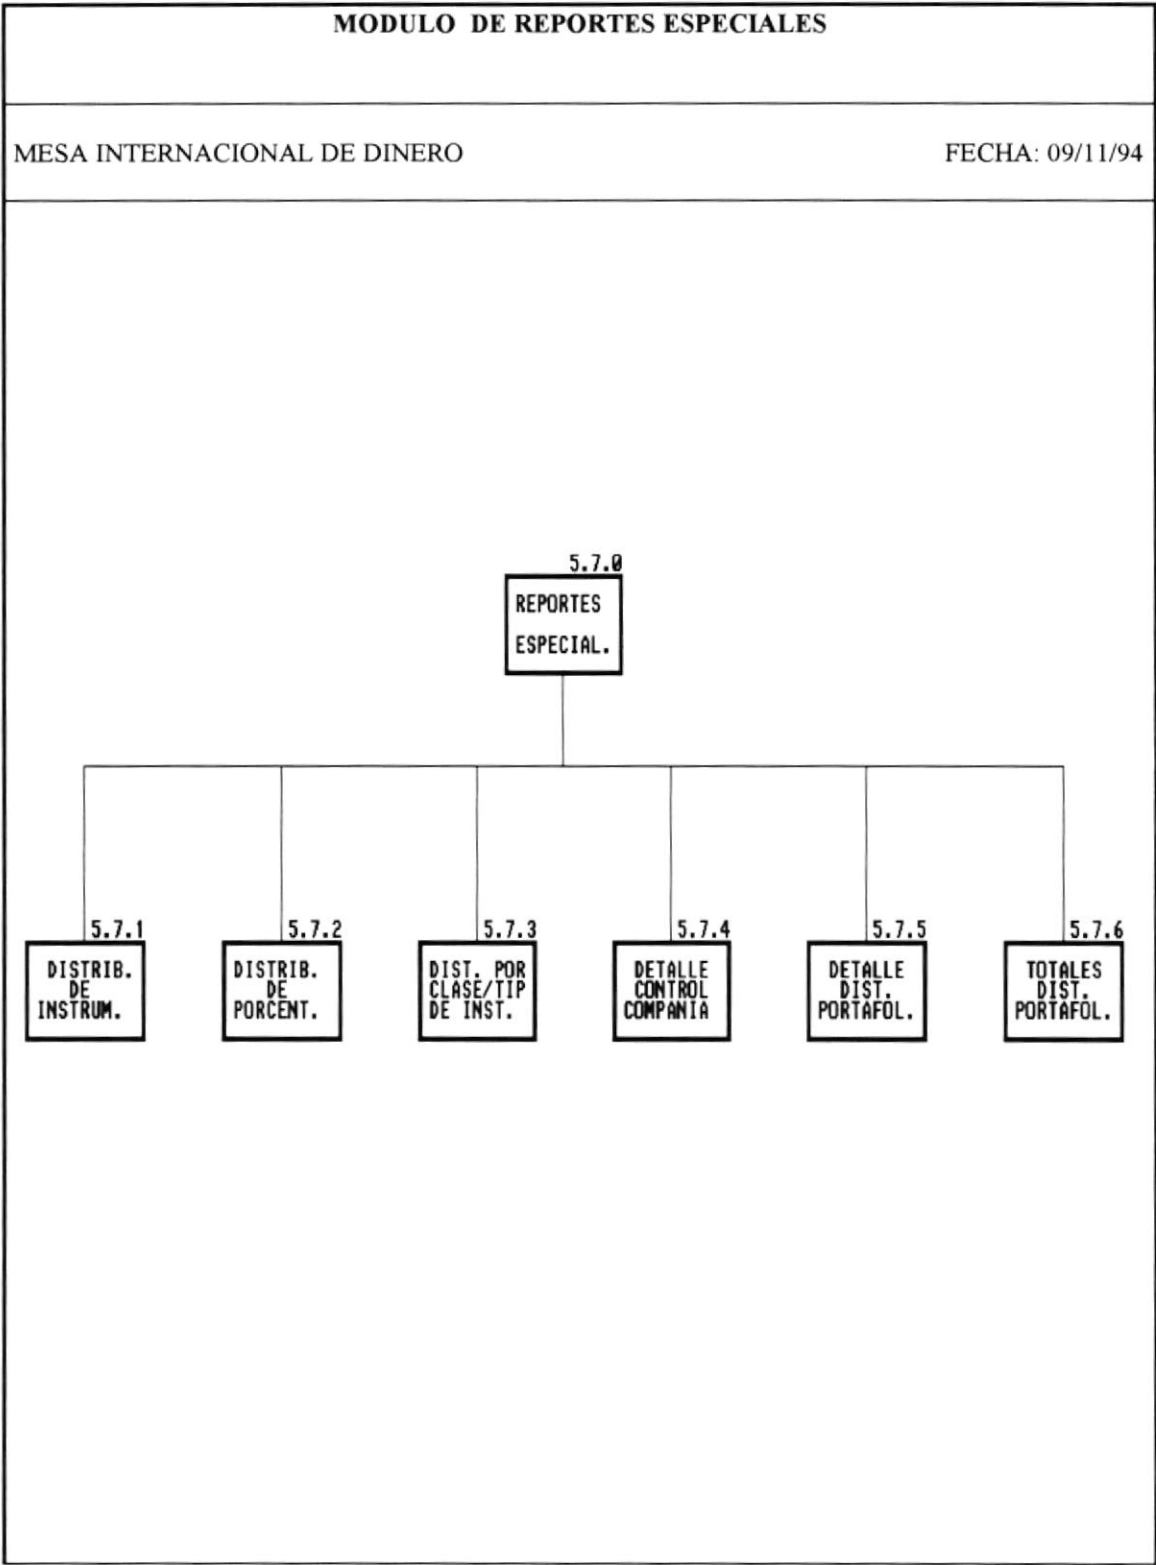 MODULO DE REPORTES ESPECIALES
MESA INTERNACIONAL DE DINERO
FECHA: 09/11/94
5.7.0
REPORTES
ESPECIAL.
5.7.1
DISTRIB.
DE
INSTRUM.
5.7.2
DISTRIB.
DE
PORCENT.
5.7.3
DIST. POR
CLASE/TIP
DE INST.
5.7.4
DETALLE
CONTROL
COMPANIA
5.7.5
DETALLE
DIST.
PORTAFOL.
5.7.6
TOTALES
DIST.
PORTAFOL.